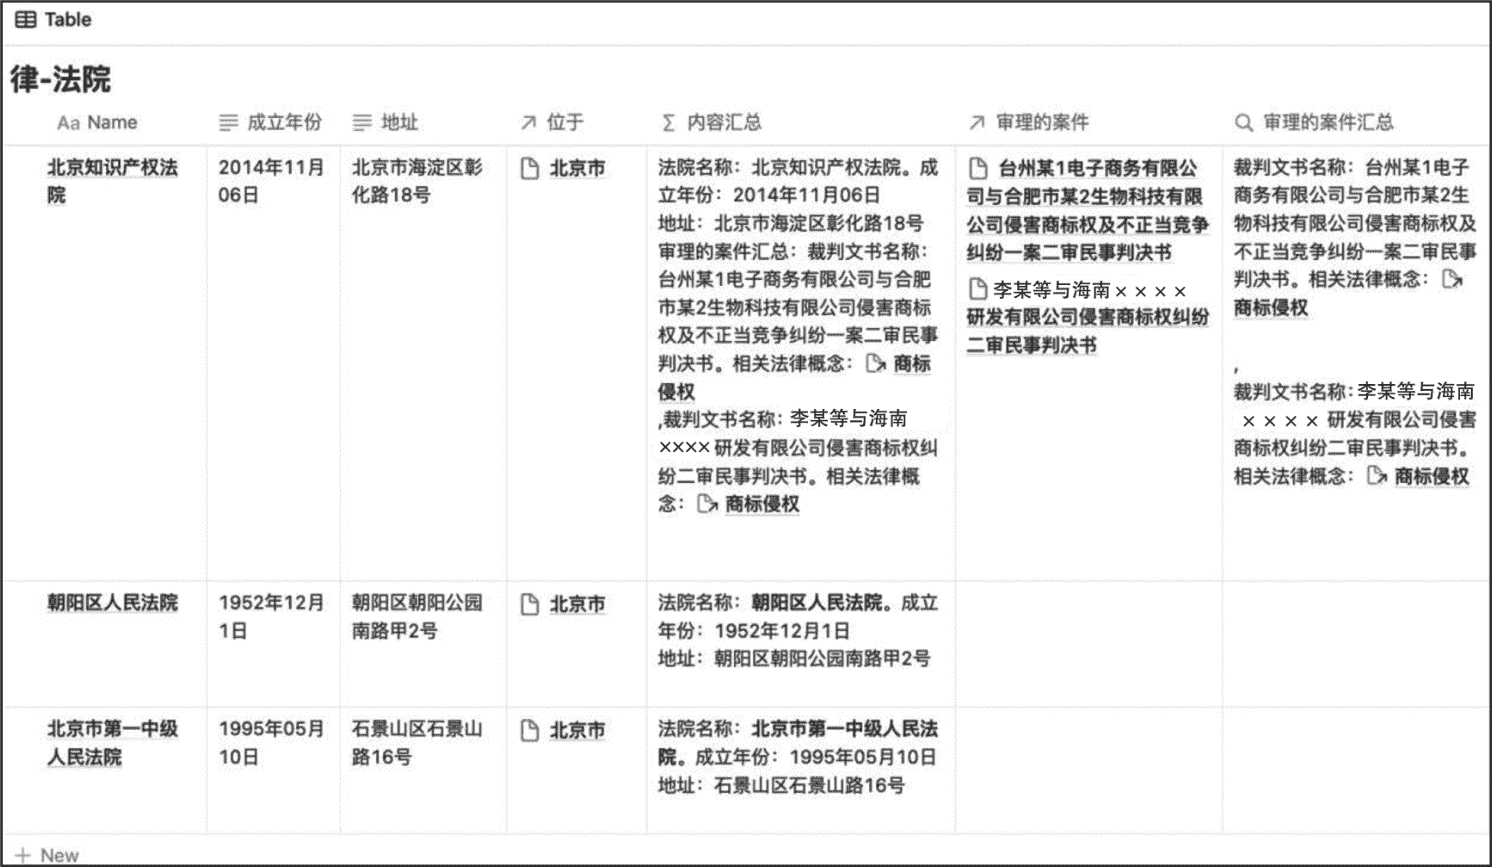 Table
律-法院
Aa Name
成立年份
地址
位于
内容汇总
审理的案件
审理的案件汇总
北京知识产权法
院
2014年11月
06日
北京市海淀区彰
化路18号
北京市
法院名称：北京知识产权法院。成
立年份：2014年11月06日
地址：北京市海淀区彰化路18号
审理的案件汇总：裁判文书名称：
台州某1电子商务有限公司与合肥
市某2生物科技有限公司侵害商标
权及不正当竞争纠纷一案二审民事
判决书。相关法律概念：商标
侵权
,裁判文书名称：李某等与海南
××××研发有限公司侵害商标权纠
纷二审民事判决书。相关法律概
念：商标侵权
台州某1电子商务有限公
司与合肥市某2生物科技有限
公司侵害商标权及不正当竞争
纠纷一案二审民事判决书
李某等与海南××××
研发有限公司侵害商标权纠纷
二审民事判决书
裁判文书名称：台州某1电子
商务有限公司与合肥市某2生
物科技有限公司侵害商标权及
不正当竞争纠纷一案二审民事
判决书。相关法律概念：
商标侵权
,
裁判文书名称：李某等与海南
××××研发有限公司侵害
商标权纠纷二审民事判决书。
相关法律概念：商标侵权
朝阳区人民法院
1952年12月
1日
朝阳区朝阳公园
南路甲2号
北京市
法院名称：朝阳区人民法院。成立
年份：1952年12月1日
地址：朝阳区朝阳公园南路甲2号
北京市第一中级
人民法院
1995年05月
10日
石景山区石景山
路16号
北京市
法院名称：北京市第一中级人民法
院。成立年份：1995年05月10日
地址：石景山区石景山路16号
New